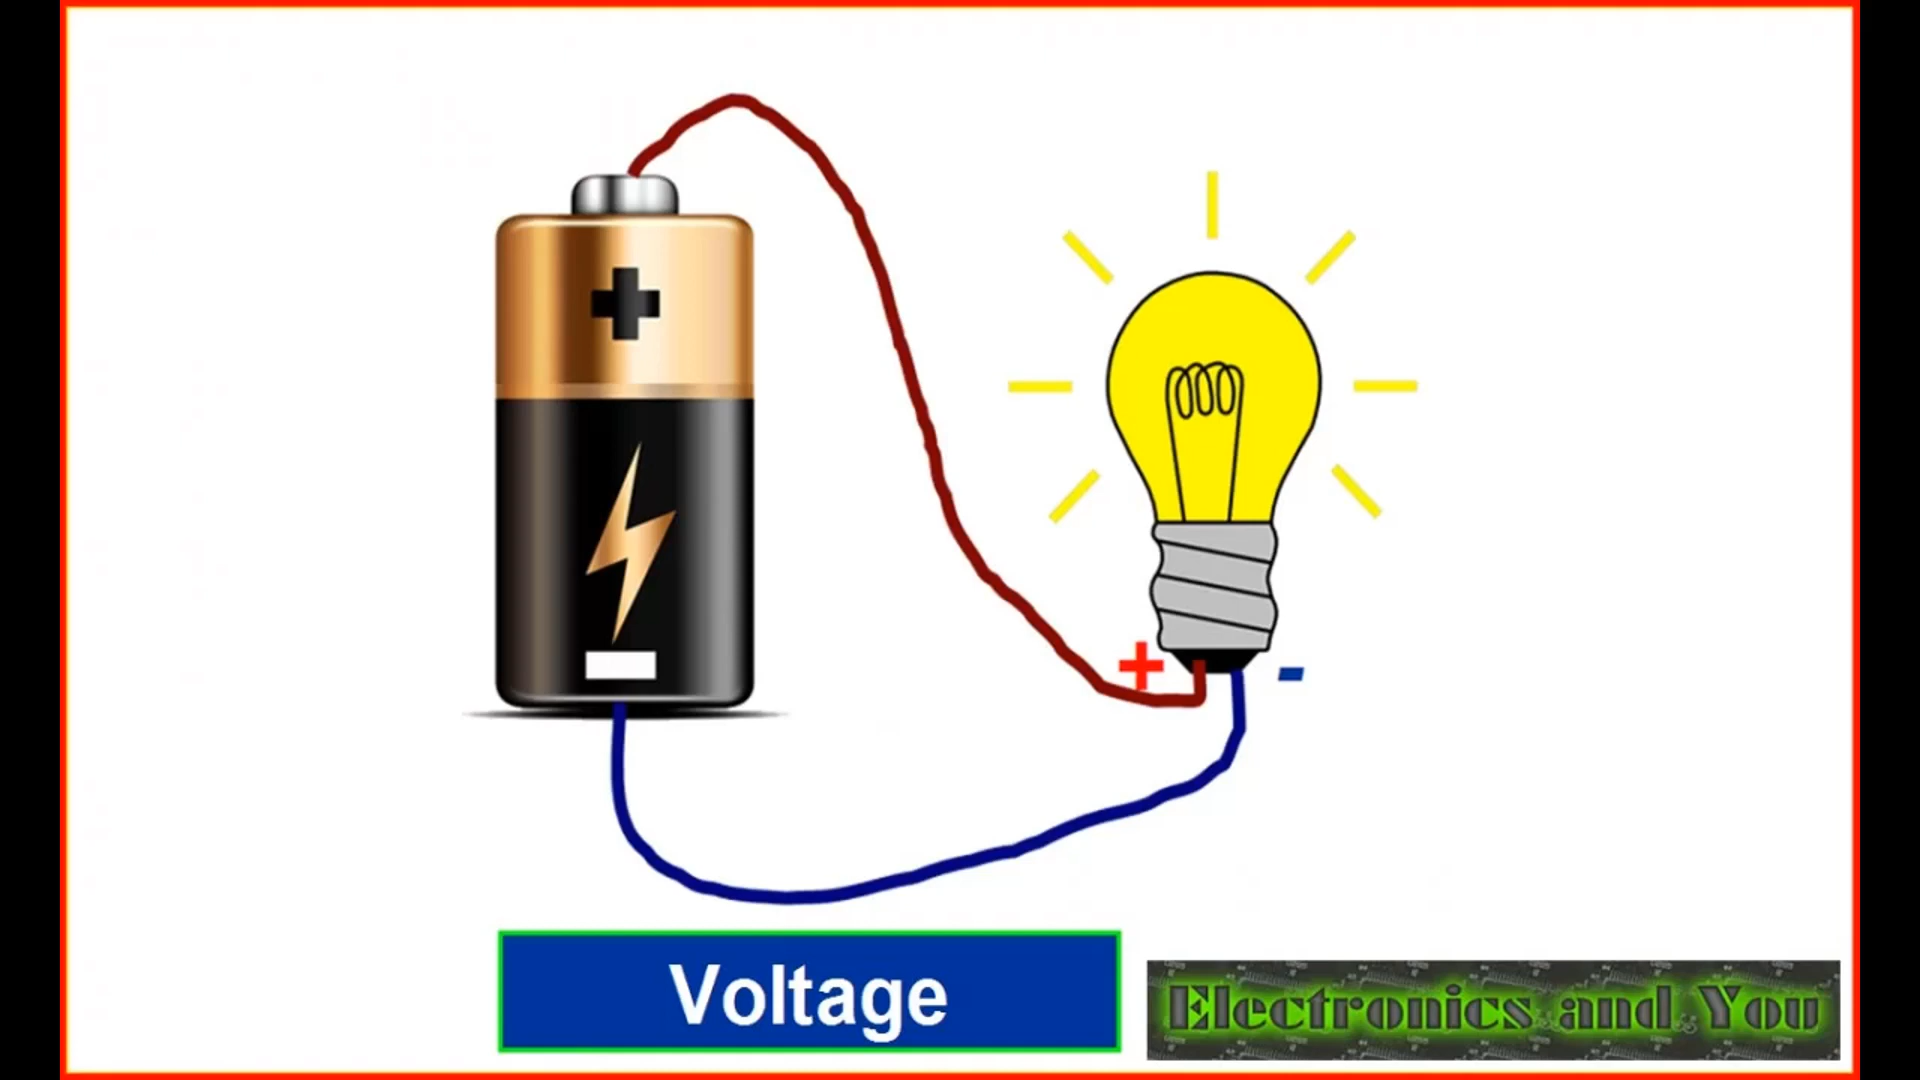 +
+
-
Voltage
Electronics and You